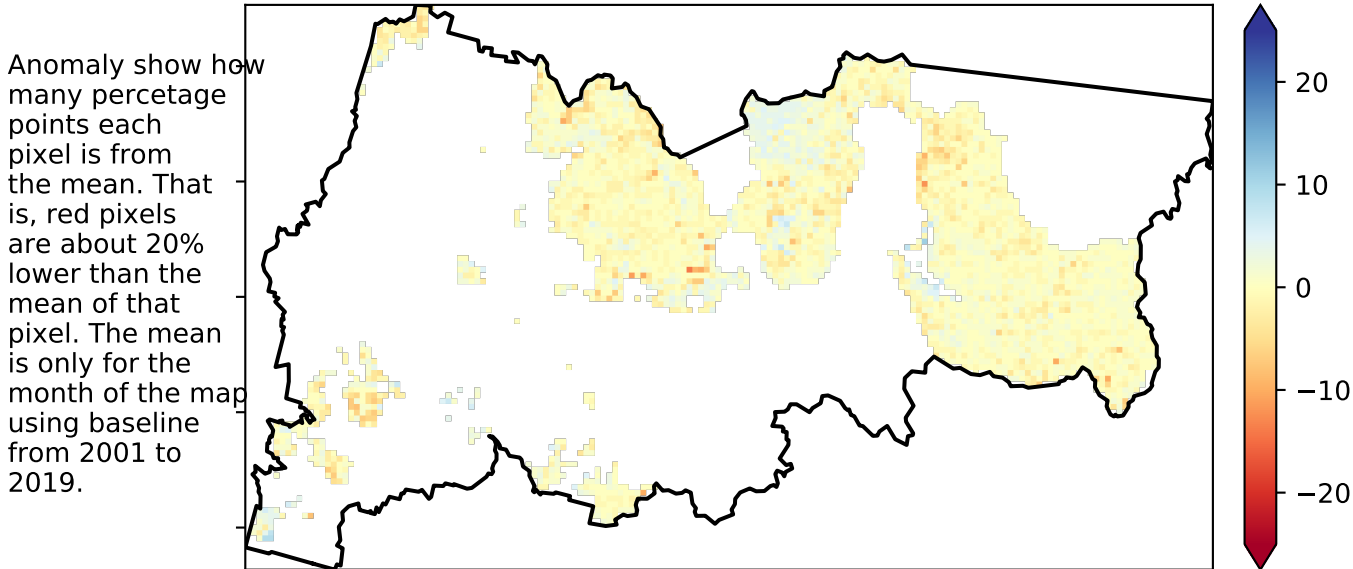 Anomaly show how
many percetage
points each
pixel is from
the mean. That
is, red pixels
are about 20%
lower than the
mean of that
pixel. The mean
is only for the
month of the map
using baseline
from 2001 to
2019.
20
10
0
−10
−20